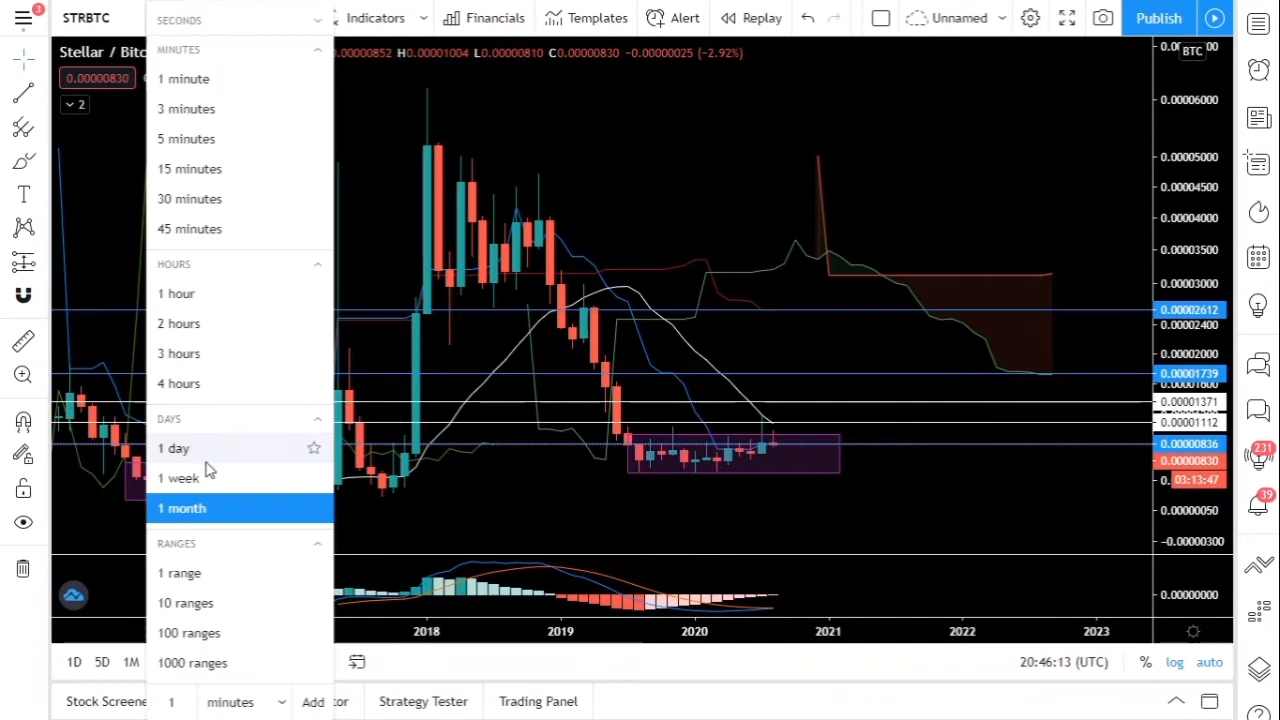 3
STRBTC
Indicators
Financials
Templates
Alert
Replay
Unnamed
Publish
Stellar / Bitc
0.00000852 H0.00001004 L0.00000810 C0.00000830 −0.00000025 (−2.92%)
0.00000830
2
SECONDS
MINUTES
1 minute
3 minutes
5 minutes
15 minutes
30 minutes
45 minutes
HOURS
1 hour
2 hours
3 hours
4 hours
DAYS
1 day
1 week
1 month
RANGES
1 range
10 ranges
100 ranges
1000 ranges
1
minutes
Add
BTC
0.00006000
0.00005000
0.00004500
0.00004000
0.00003500
0.00003000
0.00002612
0.00002400
0.00002000
0.00001739
0.00001600
0.00001371
0.00001112
0.00000836
0.00000830
03:13:47
0.00000050
−0.00000300
0.00000000
2018
2019
2020
2021
2022
2023
1D
5D
1M
20:46:13 (UTC)
%
log
auto
Stock Screene
tor
Strategy Tester
Trading Panel
231
39